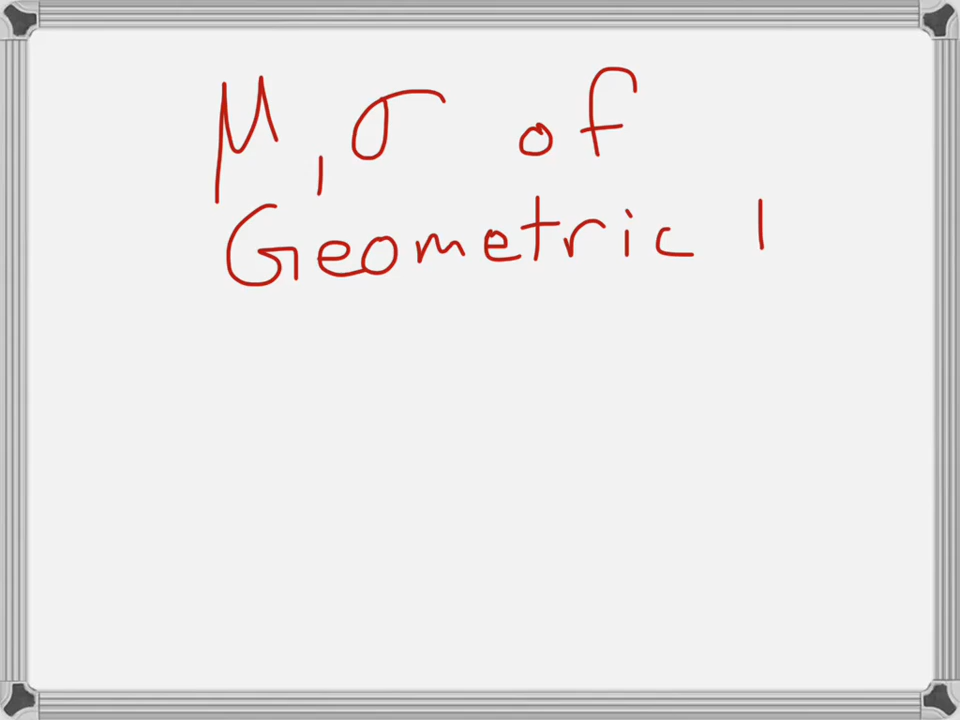 μ, σ of
Geometric